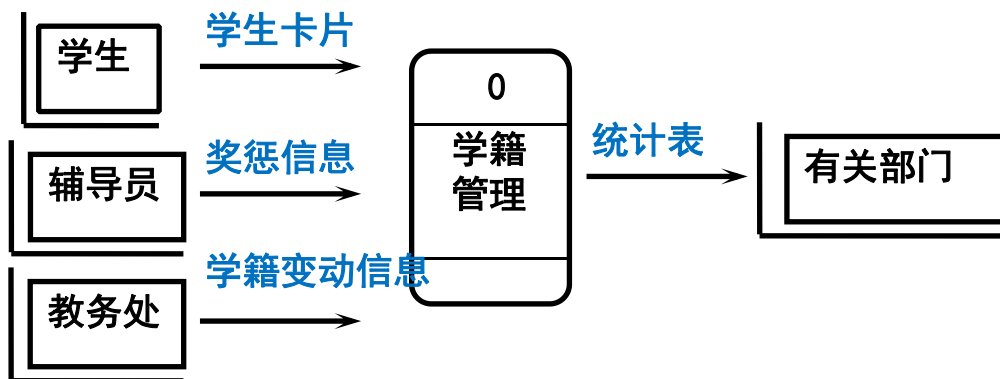 学生
学生卡片
辅导员
奖惩信息
教务处
学籍变动信息
0
学籍
管理
统计表
有关部门